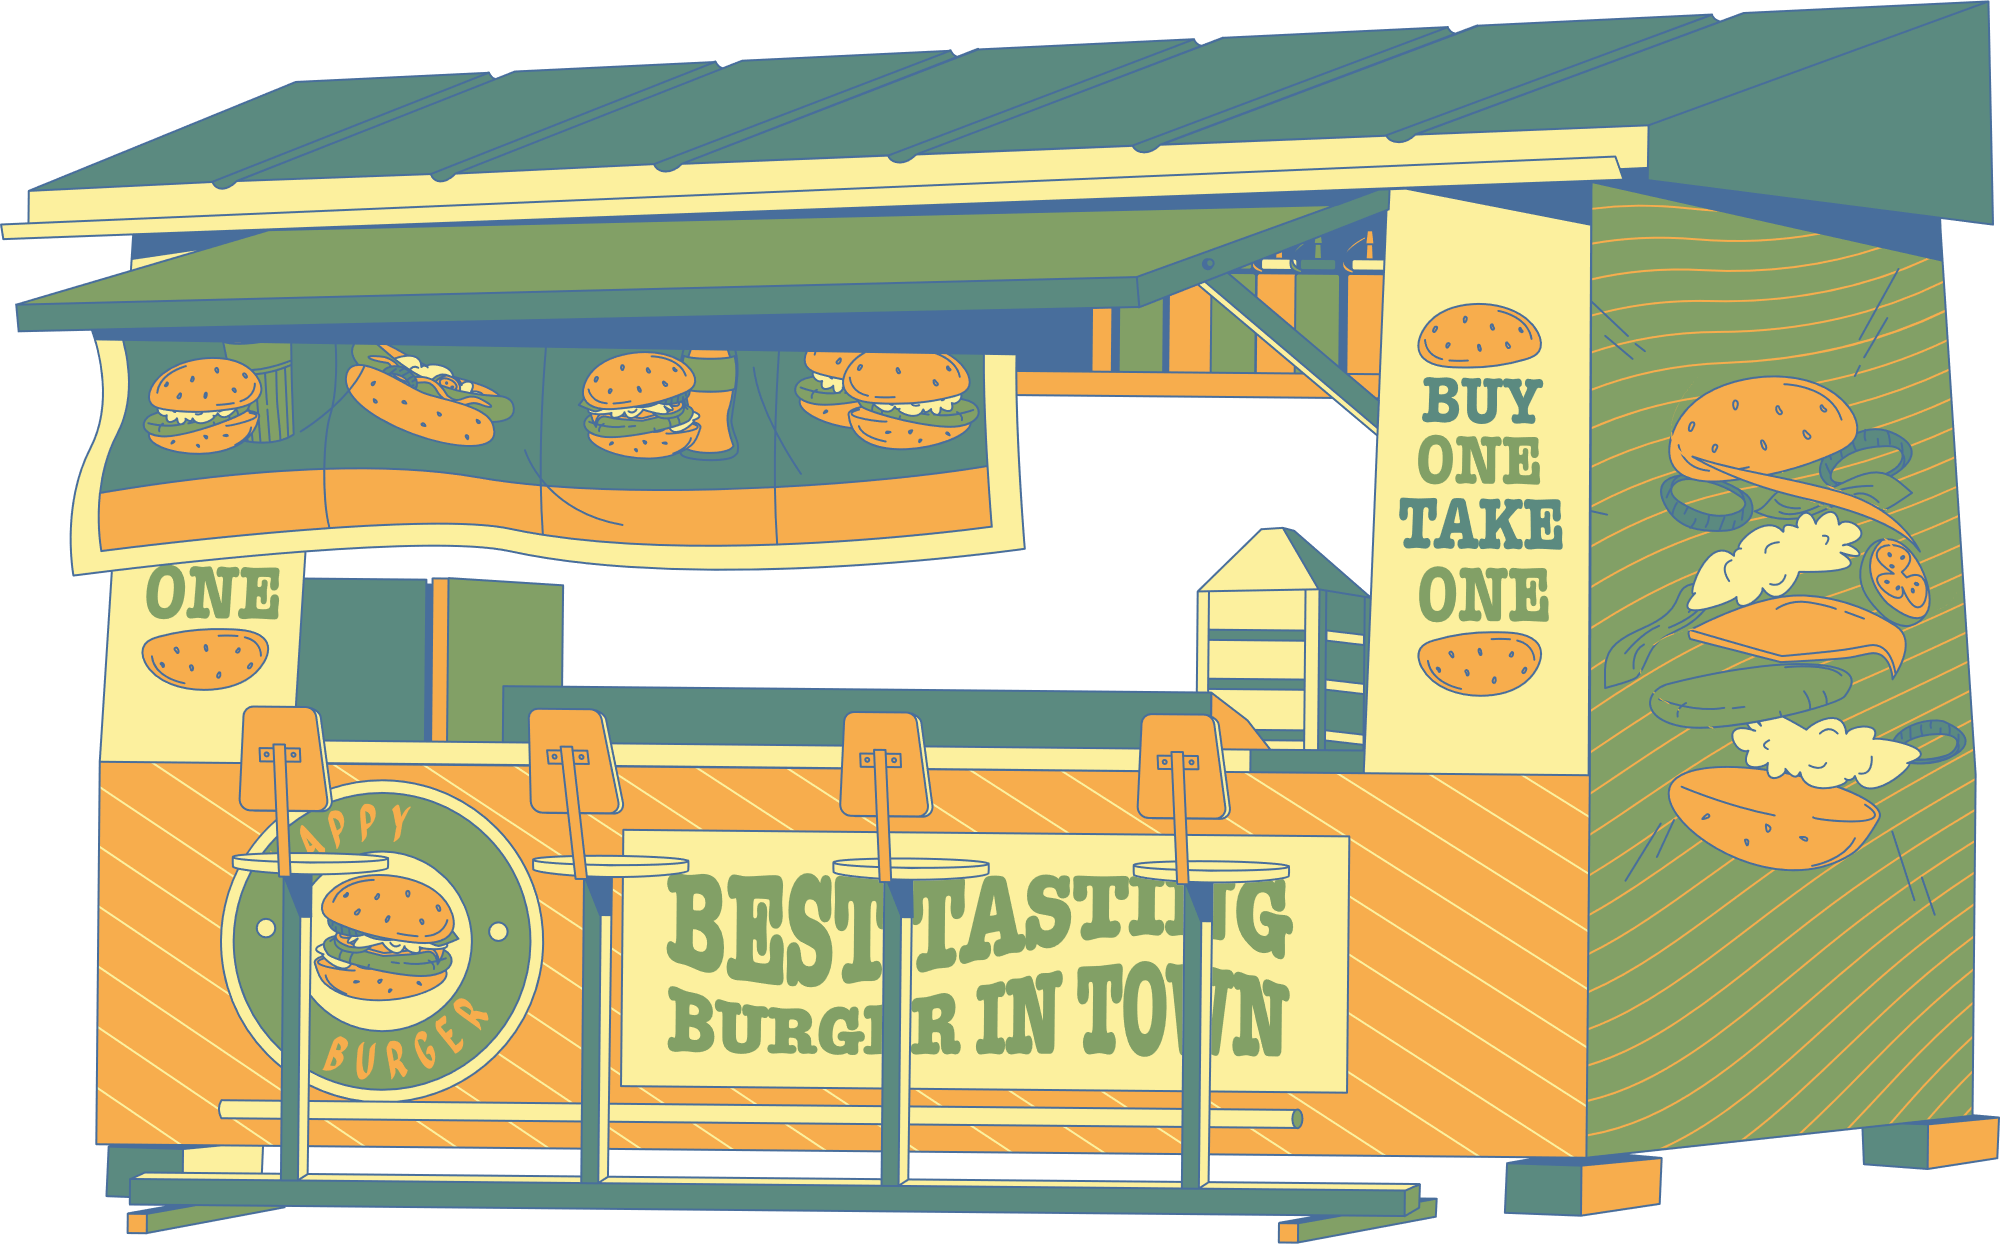 BUY
ONE
TAKE
ONE
ONE
APPY
BURGER
BEST TASTING
BURGER IN TOWN